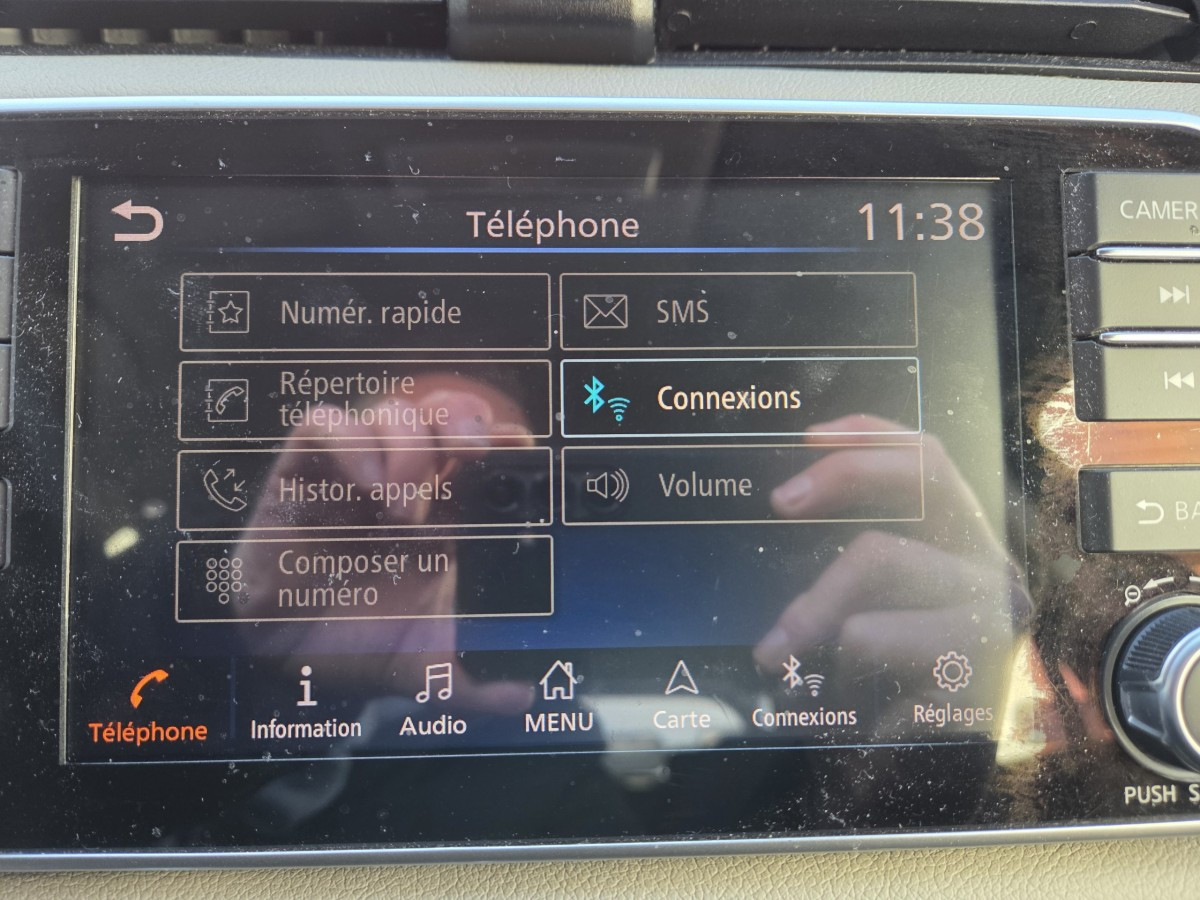 Téléphone
11:38
CAMER
Numér. rapide
SMS
Répertoire
téléphonique
Connexions
Histor. appels
Volume
BA
Composer un
numéro
Téléphone
Information
Audio
MENU
Carte
Connexions
Réglages
PUSH S